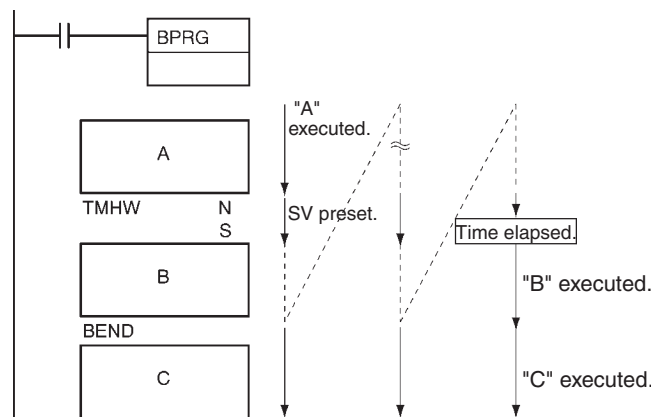 BPRG
"A"
executed.
A
TMHW N
S
SV preset.
Time elapsed.
B
"B" executed.
BEND
C
"C" executed.